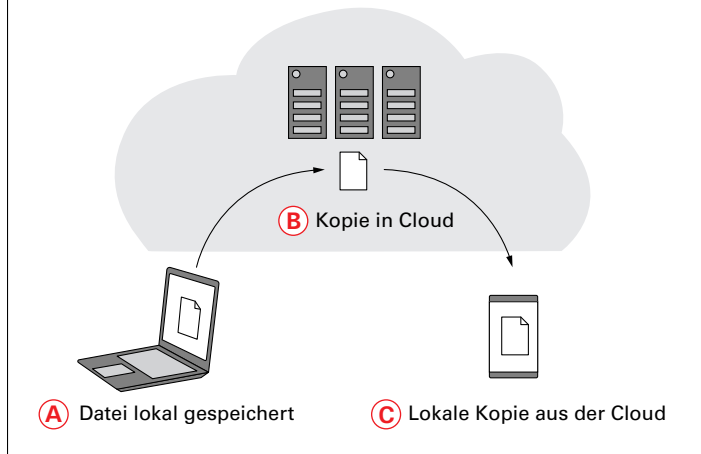 B Kopie in Cloud
A Datei lokal gespeichert
C Lokale Kopie aus der Cloud